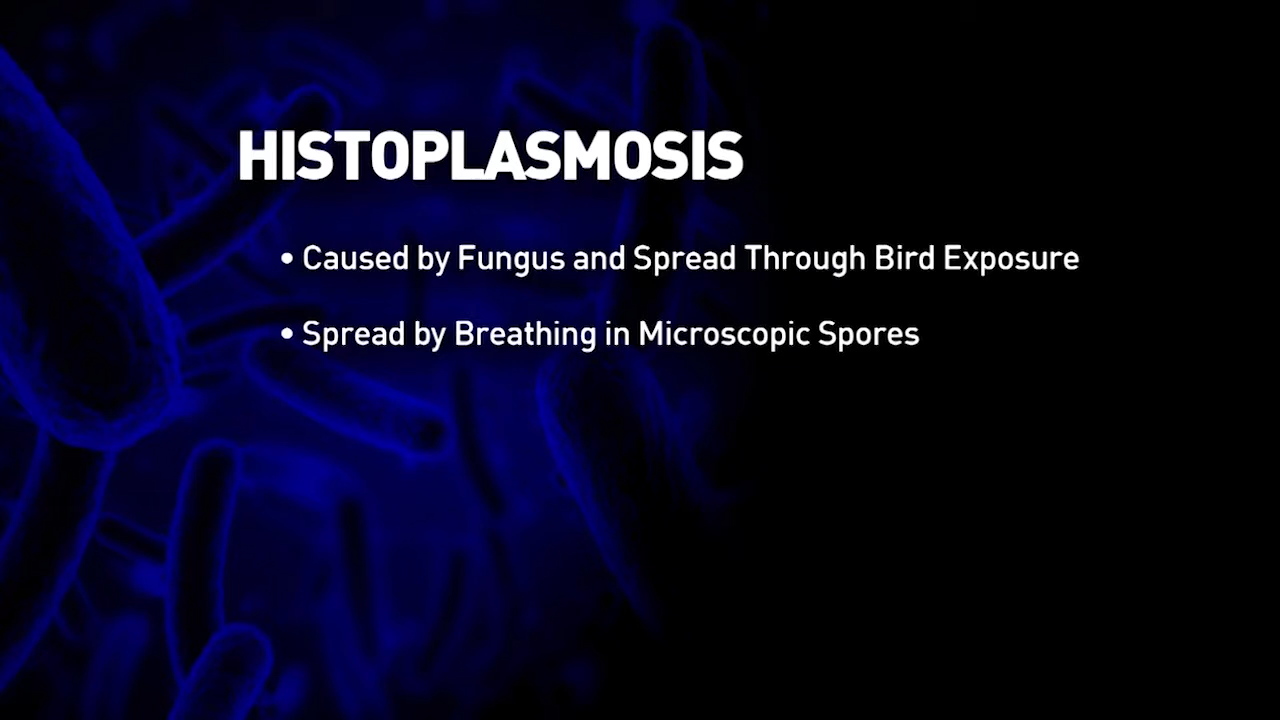 HISTOPLASMOSIS
• Caused by Fungus and Spread Through Bird Exposure
• Spread by Breathing in Microscopic Spores